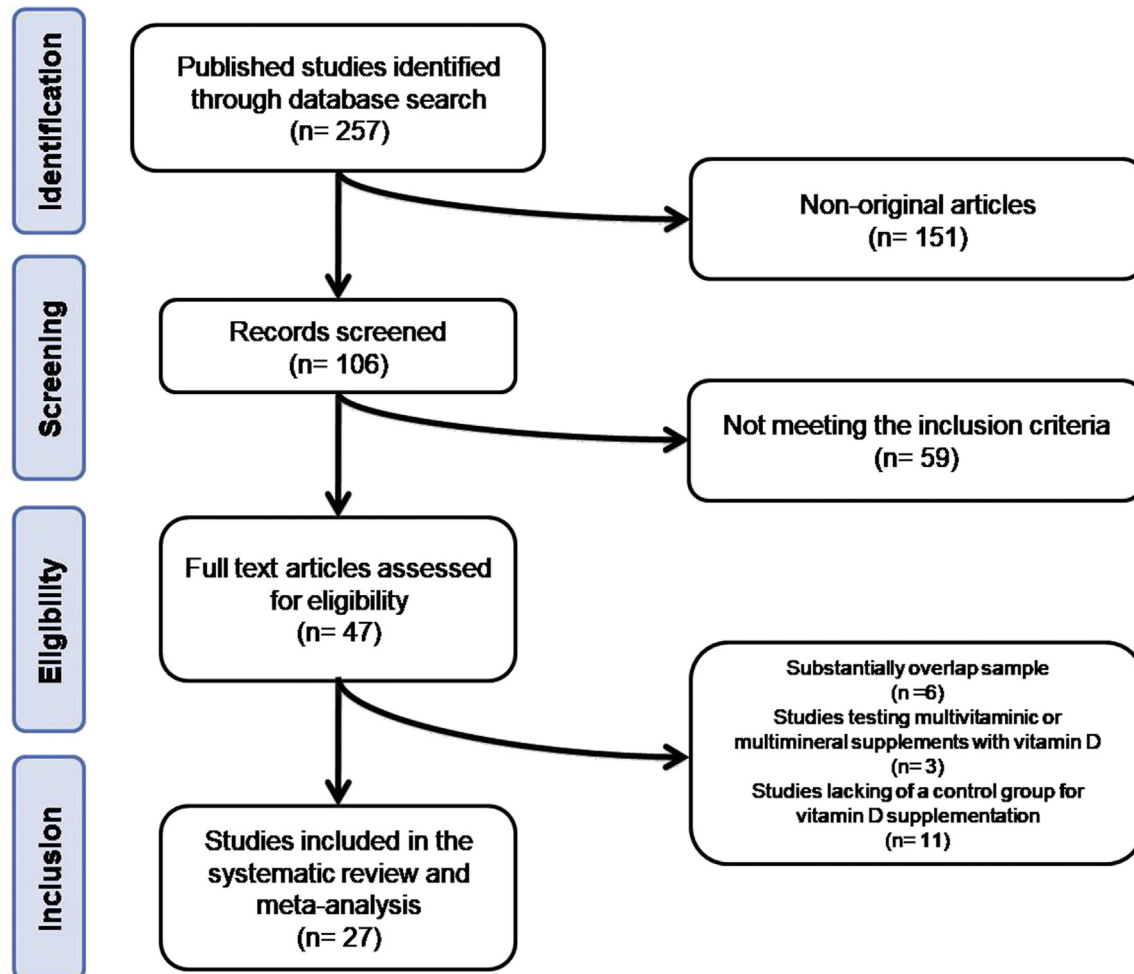 Identification
Published studies identified
through database search
(n= 257)
Non-original articles
(n= 151)
Screening
Records screened
(n= 106)
Not meeting the inclusion criteria
(n= 59)
Eligibility
Full text articles assessed
for eligibility
(n= 47)
Substantially overlap sample
(n =6)
Studies testing multivitaminic or
multimineral supplements with vitamin D
(n= 3)
Studies lacking of a control group for
vitamin D supplementation
(n= 11)
Inclusion
Studies included in the
systematic review and
meta-analysis
(n= 27)